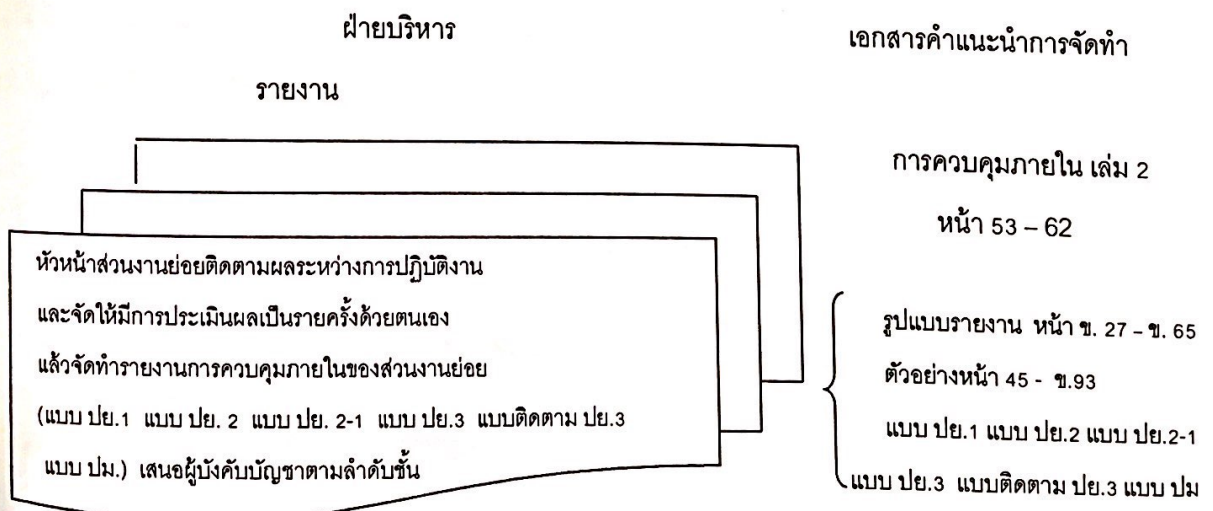 ฝ่ายบริหาร
เอกสารคำแนะนำการจัดทำ
รายงาน
การควบคุมภายใน เล่ม 2
หน้า 53 – 62
หัวหน้าส่วนงานย่อยติดตามผลระหว่างการปฏิบัติงาน
และจัดให้มีการประเมินผลเป็นรายครั้งด้วยตนเอง
แล้วจัดทำรายงานการควบคุมภายในของส่วนงานย่อย
(แบบ ปย.1 แบบ ปย. 2 แบบ ปย. 2-1 แบบ ปย.3 แบบติดตาม ปย.3
แบบ ปม.) เสนอผู้บังคับบัญชาตามลำดับชั้น
รูปแบบรายงาน หน้า ข. 27 – ข. 65
ตัวอย่างหน้า 45 - ข.93
แบบ ปย.1 แบบ ปย.2 แบบ ปย.2-1
แบบ ปย.3 แบบติดตาม ปย.3 แบบ ปม